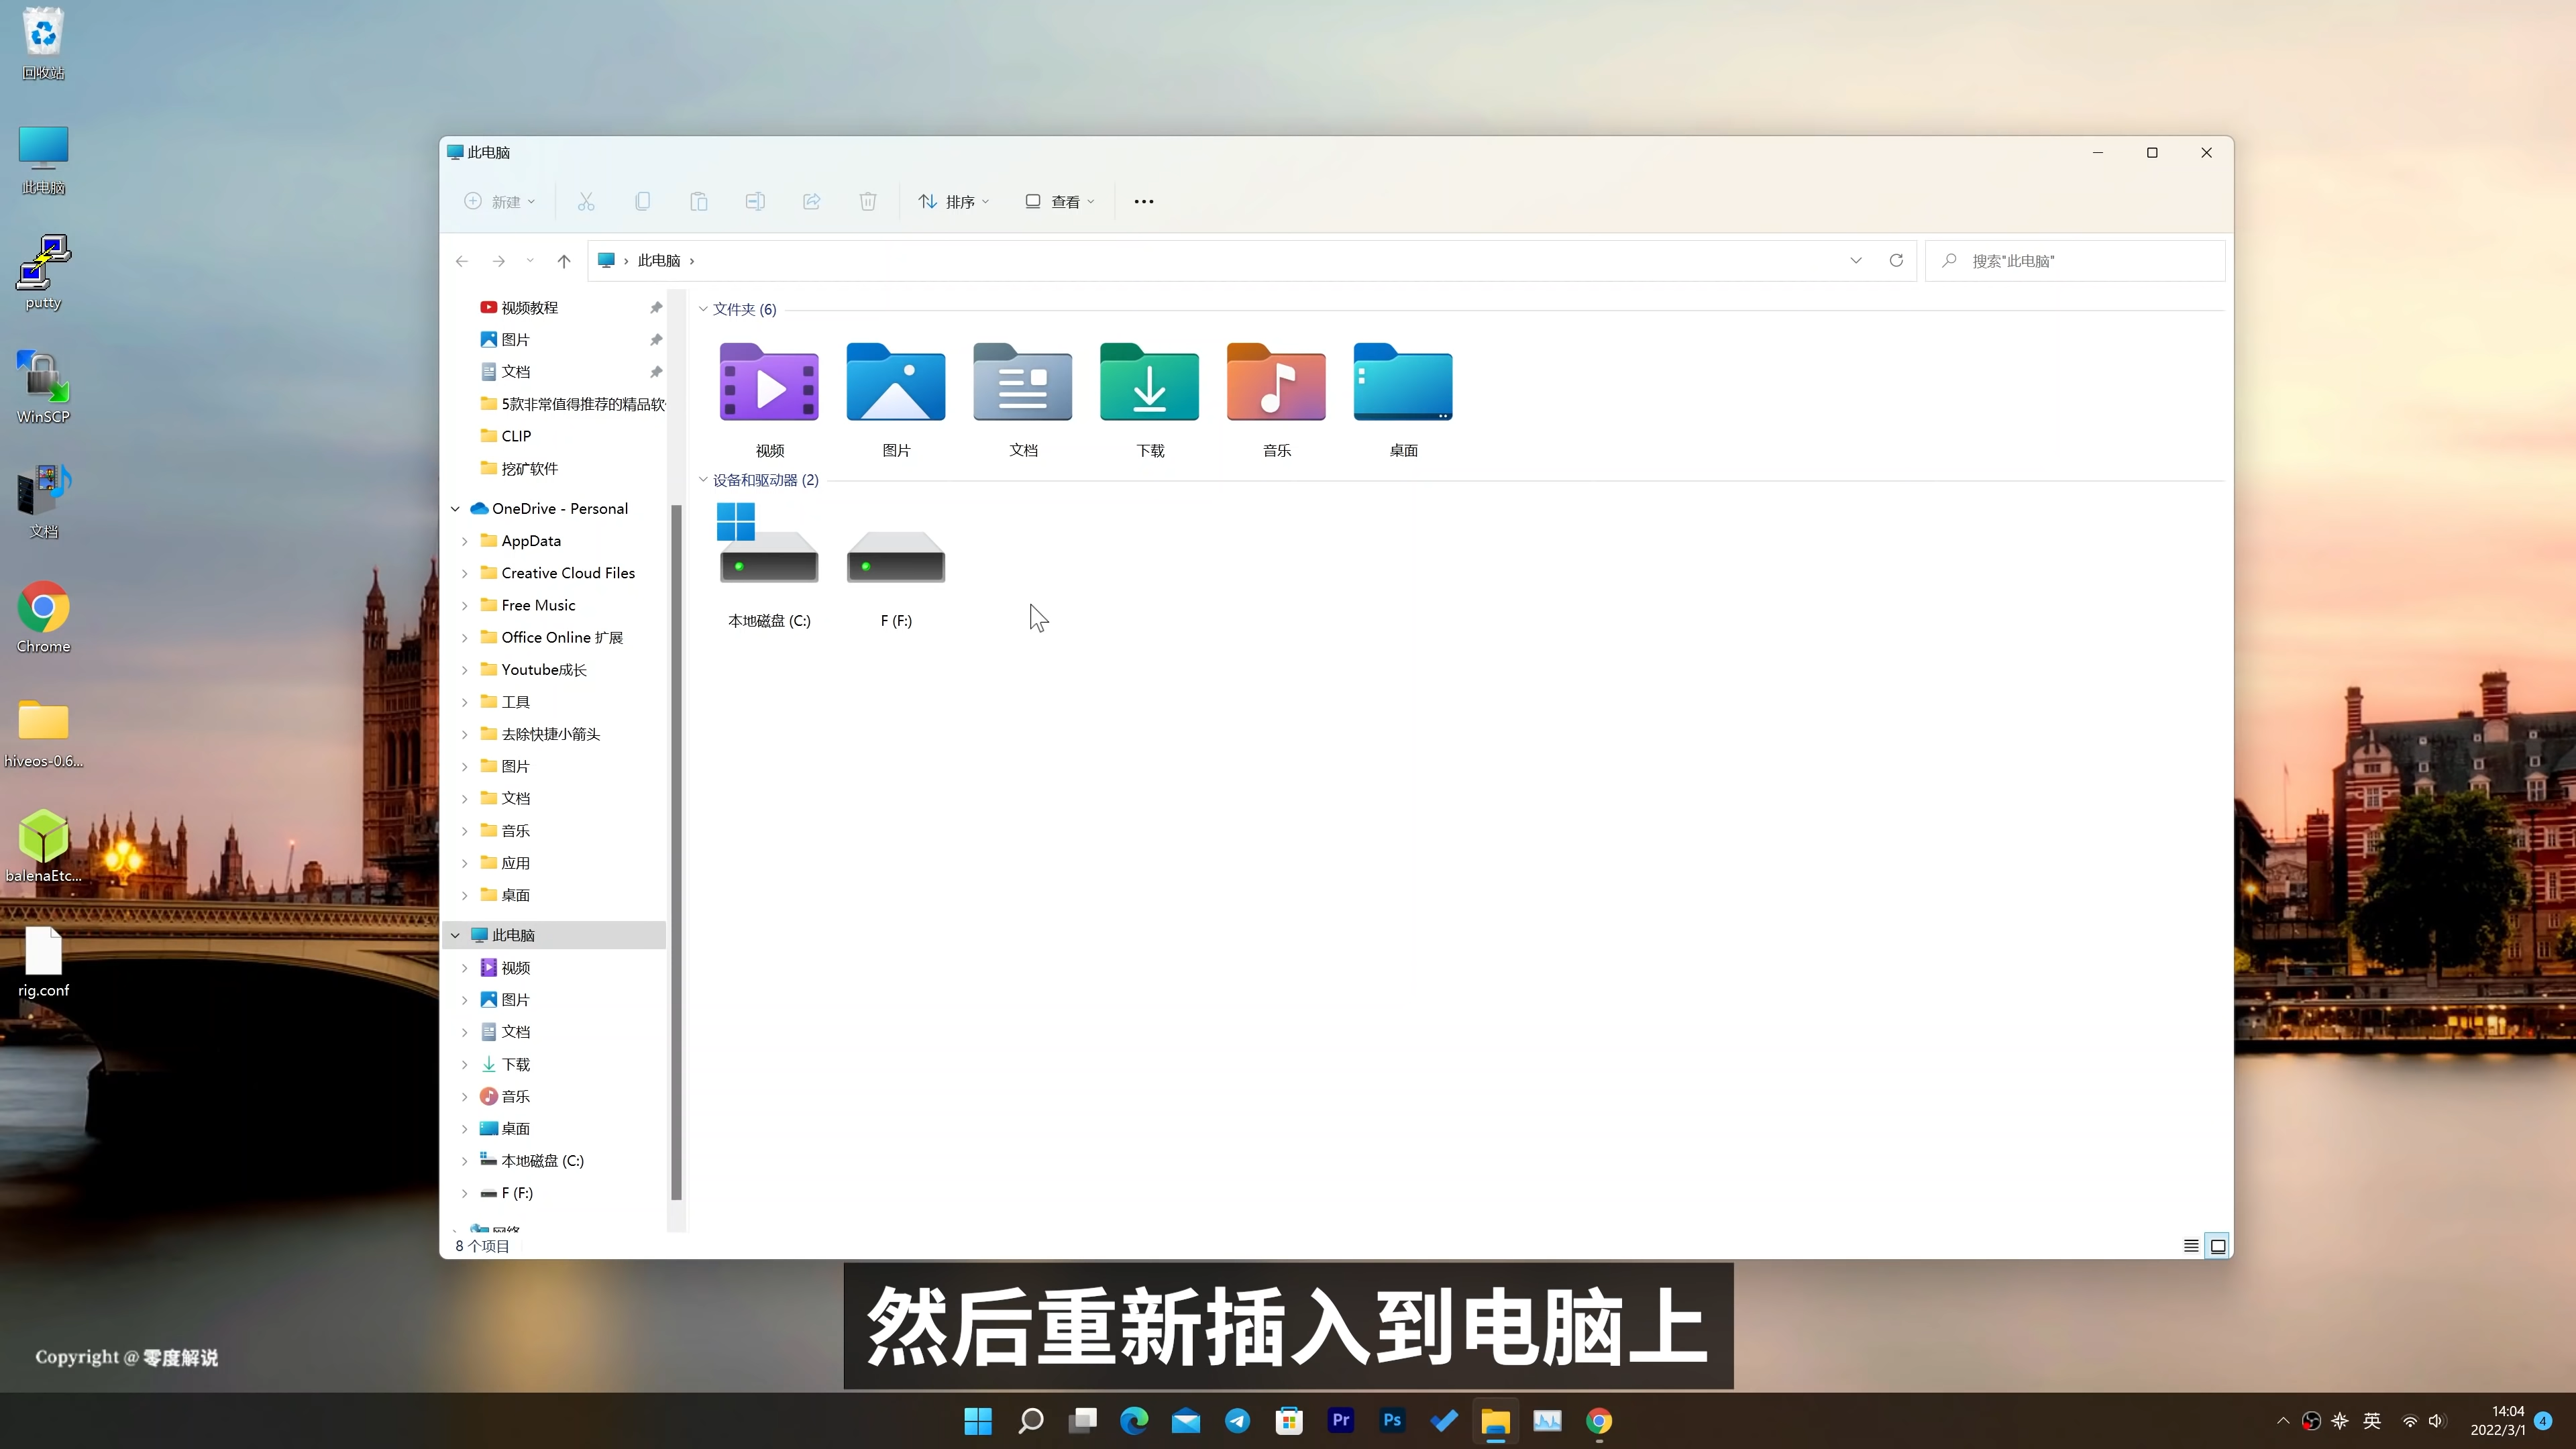 回收站
此电脑
putty
WinSCP
文档
Chrome
hiveos-0.6...
balenaEtc...
rig.conf
此电脑
新建
排序
查看
此电脑
搜索"此电脑"
视频教程
图片
文档
5款非常值得推荐的精品软
CLIP
挖矿软件
OneDrive - Personal
AppData
Creative Cloud Files
Free Music
Office Online 扩展
Youtube成长
工具
去除快捷小箭头
图片
文档
音乐
应用
桌面
此电脑
视频
图片
文档
下载
音乐
桌面
本地磁盘 (C:)
F (F:)
网络
8 个项目
文件夹 (6)
视频
图片
文档
下载
音乐
桌面
设备和驱动器 (2)
本地磁盘 (C:)
F (F:)
然后重新插入到电脑上
Copyright @ 零度解说
Pr
Ps
英
14:04
2022/3/1
4